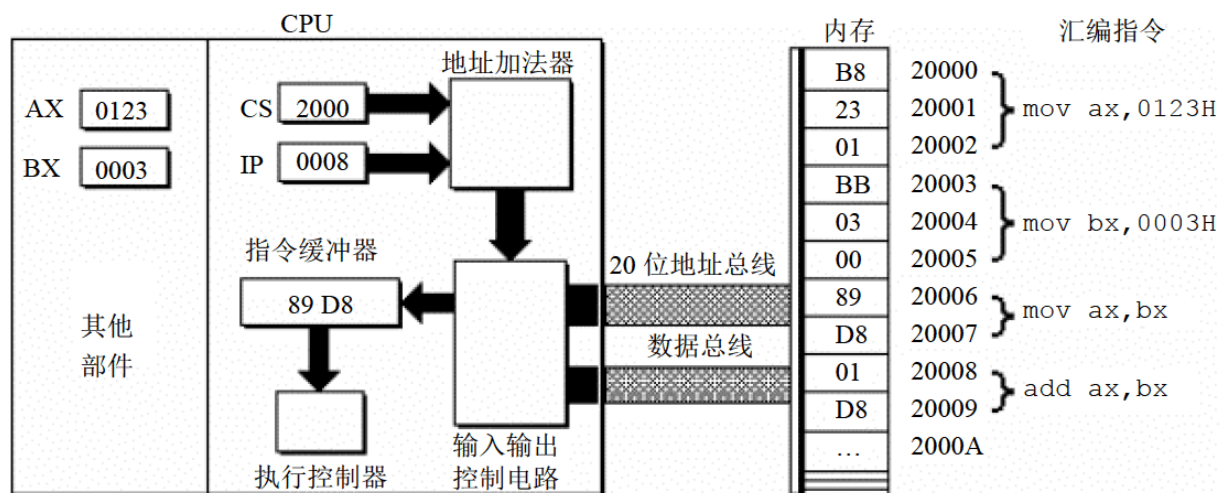 CPU
内存
汇编指令
地址加法器
AX 0123
BX 0003
CS 2000
IP 0008
指令缓冲器
89 D8
其他
部件
执行控制器
输入输出
控制电路
20 位地址总线
数据总线
B8 20000
23 20001
01 20002
mov ax,0123H
BB 20003
03 20004
00 20005
mov bx,0003H
89 20006
D8 20007
mov ax,bx
01 20008
D8 20009
add ax,bx
… 2000A